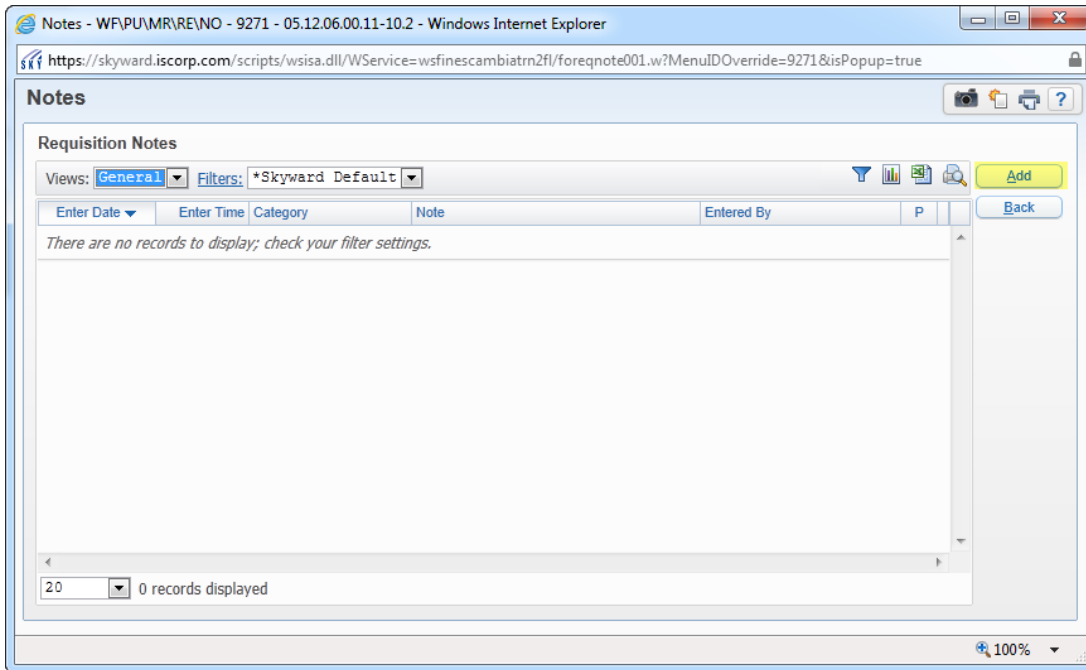 Notes - WF\PU\MR\RE\NO - 9271 - 05.12.06.00.11-10.2 - Windows Internet Explorer
https://skyward.iscorp.com/scripts/wsisa.dll/WService=wsfinescambiatrn2fl/foreqnote001.w?MenuIDOverride=9271&isPopup=true
Notes
?
Requisition Notes
Views: General Filters: *Skyward Default
Add
Back
Enter Date Enter Time Category Note Entered By P
There are no records to display; check your filter settings.
20 0 records displayed
100%